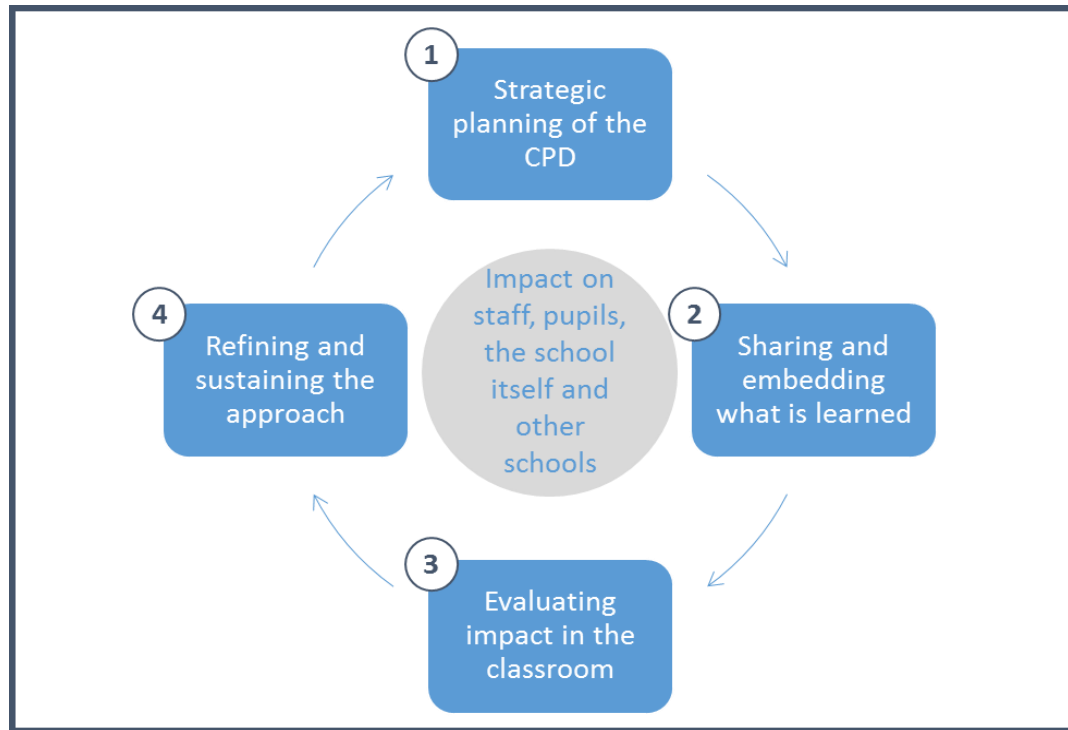 1
Strategic
planning of the
CPD
2
Sharing and
embedding
what is learned
3
Evaluating
impact in the
classroom
4
Refining and
sustaining the
approach
Impact on
staff, pupils,
the school
itself and
other
schools